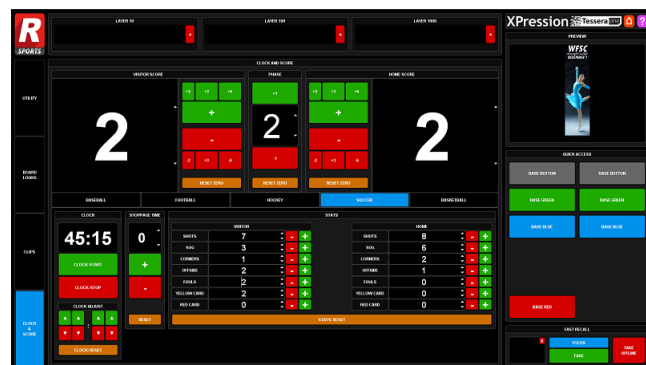 R
SPORTS
LAYER 10
LAYER 100
LAYER 1000
XPression
Tessera
?
PREVIEW
WFSC
DECEMBER 1
UTILITY
BOARD
LOOKS
CLIPS
CLOCK
&
SCORE
CLOCK AND SCORE
VISITOR SCORE
PHASE
HOME SCORE
2
+2
+3
+6
+
-
-2
-3
-6
RESET ZERO
+1
2
-1
RESET ZERO
+2
+3
+6
+
-
-2
-3
-6
RESET ZERO
2
BASEBALL
FOOTBALL
HOCKEY
SOCCER
BASKETBALL
CLOCK
45:15
CLOCK START
CLOCK STOP
CLOCK ADJUST
:
CLOCK RESET
STOPPAGE TIME
0
+
-
RESET
STATS
VISITOR
SHOTS 7 - +
SOG 3 - +
CORNERS 1 - +
OFFSIDE 2 - +
FOULS 2 - +
YELLOW CARD 2 - +
RED CARD 0 - +
HOME
SHOTS 8 - +
SOG 6 - +
CORNERS 2 - +
OFFSIDE 1 - +
FOULS 0 - +
YELLOW CARD 0 - +
RED CARD 0 - +
STATS RESET
QUICK ACCESS
BASE BOTTOM
BASE BOTTOM
BASE GREEN
BASE GREEN
BASE BLUE
BASE BLUE
BASE RED
FAST RECALL
X
FOCUS
TAKE
TAKE
OFFLINE